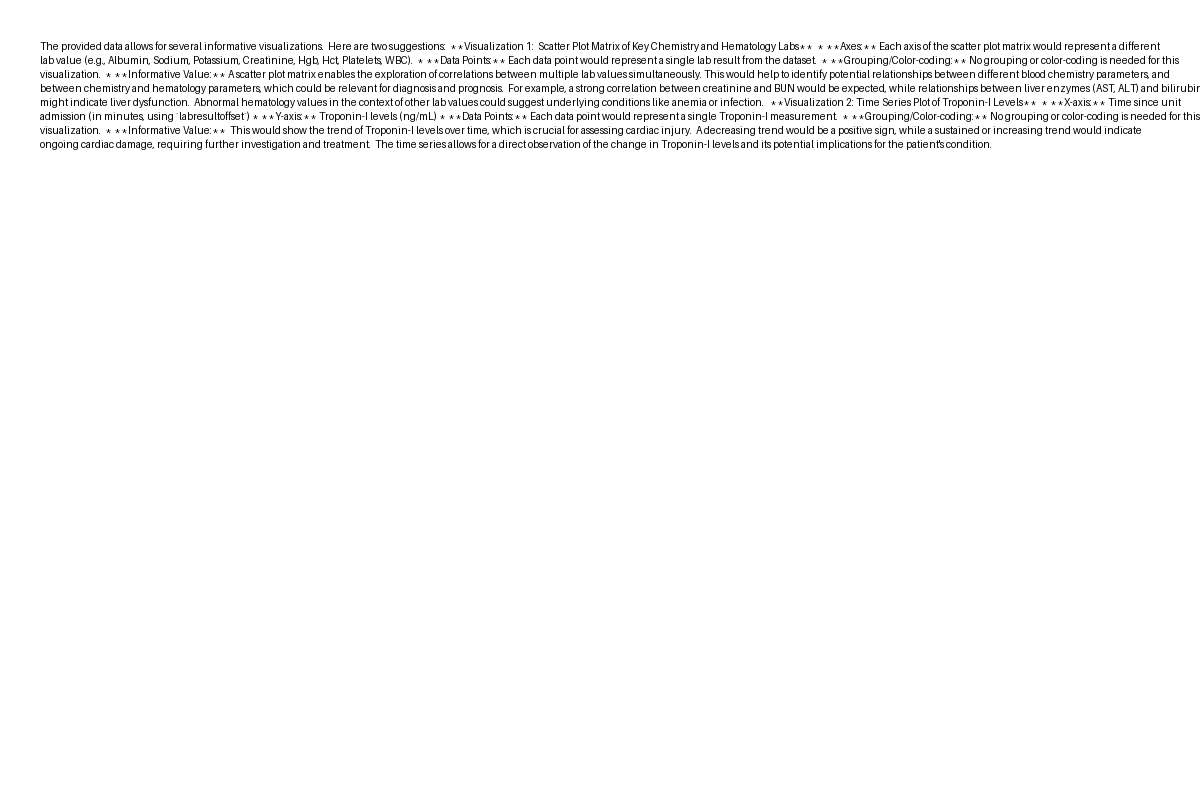 The provided data allows for several informative visualizations.  Here are two suggestions:  **Visualization 1:  Scatter Plot Matrix of Key Chemistry and Hematology Labs**  * **Axes:** Each axis of the scatter plot matrix would represent a different
lab value (e.g., Albumin, Sodium, Potassium, Creatinine, Hgb, Hct, Platelets, WBC).  * **Data Points:** Each data point would represent a single lab result from the dataset.  * **Grouping/Color-coding:** No grouping or color-coding is needed for this
visualization.  * **Informative Value:** A scatter plot matrix enables the exploration of correlations between multiple lab values simultaneously. This would help to identify potential relationships between different blood chemistry parameters, and
between chemistry and hematology parameters, which could be relevant for diagnosis and prognosis.  For example, a strong correlation between creatinine and BUN would be expected, while relationships between liver enzymes (AST, ALT) and bilirubin
might indicate liver dysfunction.  Abnormal hematology values in the context of other lab values could suggest underlying conditions like anemia or infection.  **Visualization 2: Time Series Plot of Troponin-I Levels**  * **X-axis:** Time since unit
admission (in minutes, using `labresultoffset`) * **Y-axis:** Troponin-I levels (ng/mL) * **Data Points:** Each data point would represent a single Troponin-I measurement.  * **Grouping/Color-coding:** No grouping or color-coding is needed for this
visualization.  * **Informative Value:**  This would show the trend of Troponin-I levels over time, which is crucial for assessing cardiac injury.  A decreasing trend would be a positive sign, while a sustained or increasing trend would indicate
ongoing cardiac damage, requiring further investigation and treatment.  The time series allows for a direct observation of the change in Troponin-I levels and its potential implications for the patient's condition.